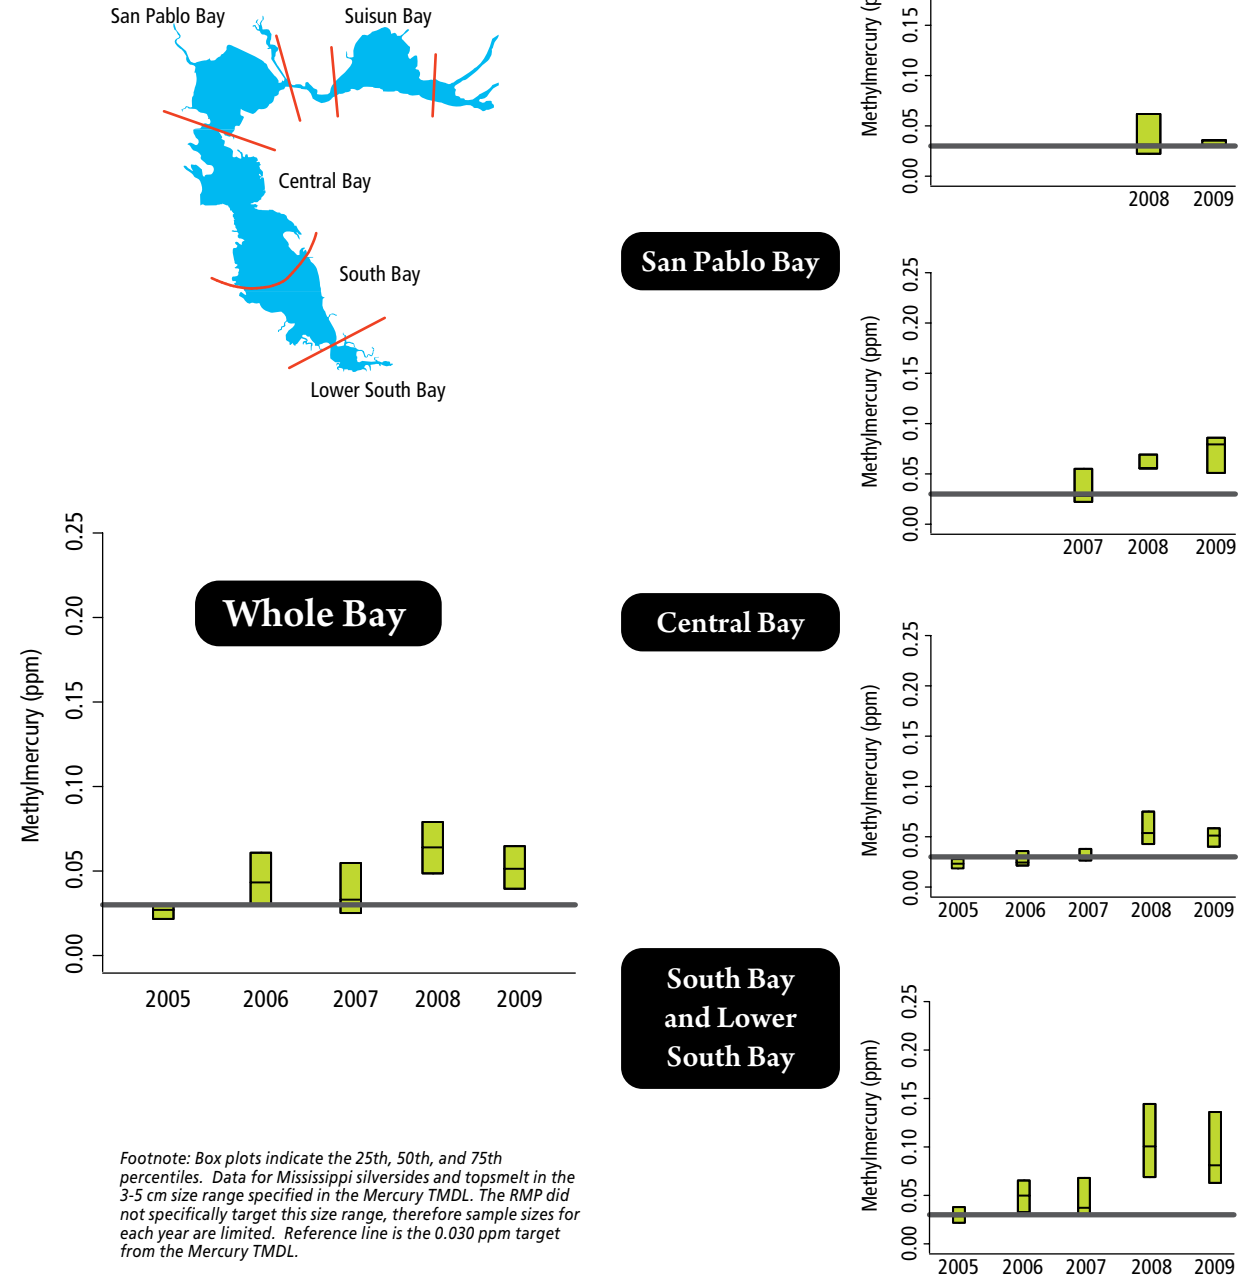 San Pablo Bay
Suisun Bay
Central Bay
South Bay
Lower South Bay
Whole Bay
Methylmercury (ppm)
0.25
0.20
0.15
0.10
0.05
0.00
2005 2006 2007 2008 2009
Footnote: Box plots indicate the 25th, 50th, and 75th
percentiles. Data for Mississippi silversides and topsmelt in the
3-5 cm size range specified in the Mercury TMDL. The RMP did
not specifically target this size range, therefore sample sizes for
each year are limited. Reference line is the 0.030 ppm target
from the Mercury TMDL.
Methylmercury (p
0.15
0.10
0.05
0.00
2008 2009
San Pablo Bay
Methylmercury (ppm)
0.25
0.20
0.15
0.10
0.05
0.00
2007 2008 2009
Central Bay
Methylmercury (ppm)
0.25
0.20
0.15
0.10
0.05
0.00
2005 2006 2007 2008 2009
South Bay
and Lower
South Bay
Methylmercury (ppm)
0.25
0.20
0.15
0.10
0.05
0.00
2005 2006 2007 2008 2009